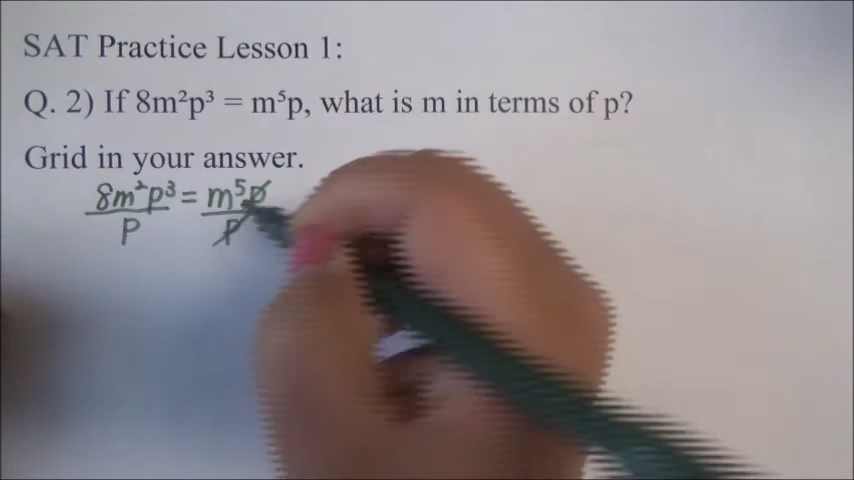 SAT Practice Lesson 1:
Q. 2) If 8m²p³ = m⁵p, what is m in terms of p?
Grid in your answer.
8m²p³ = m⁵p
p p